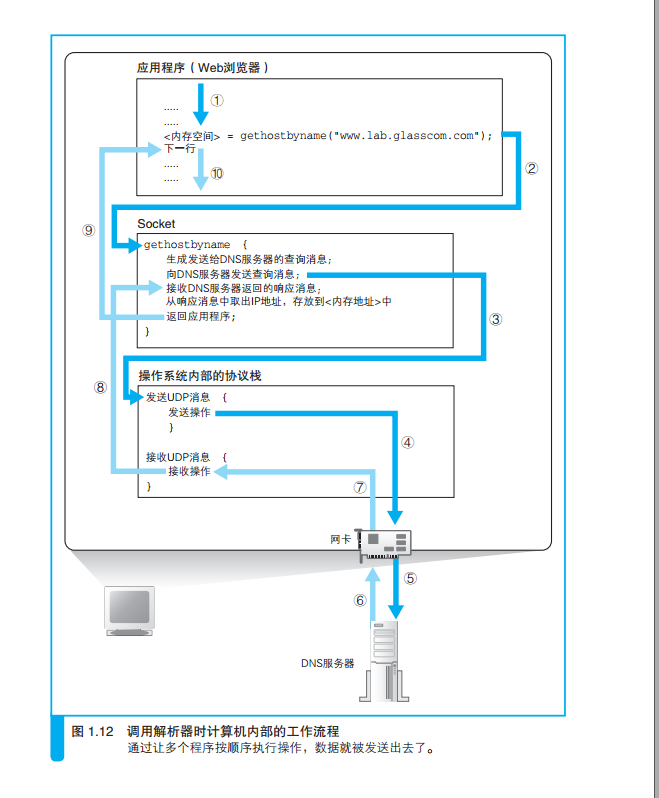 应用程序（Web浏览器）
①
.....
.....
<内存空间> = gethostbyname("www.lab.glasscom.com");
②
下一行
.....
⑩
.....
⑨
Socket
gethostbyname {
生成发送给DNS服务器的查询消息;
向DNS服务器发送查询消息;
接收DNS服务器返回的响应消息;
从响应消息中取出IP地址，存放到<内存地址>中
返回应用程序;
}
③
⑧
操作系统内部的协议栈
发送UDP消息 {
发送操作
}
④
接收UDP消息 {
接收操作
}
⑦
网卡
⑤
⑥
DNS服务器
图 1.12 调用解析器时计算机内部的工作流程
通过让多个程序按顺序执行操作，数据就被发送出去了。